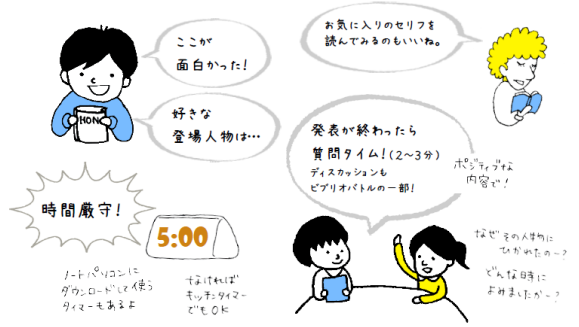 ここが
面白かった!
お気に入りのセリフを
読んでみるのもいいね。
HON
好きな
登場人物は…
発表が終わったら
質問タイム!(2〜3分)
ディスカッションも
ビブリオバトルの一部!
ポジティブな
内容で!
時間厳守!
5:00
ノートパソコンに
ダウンロードして使う
タイマーもあるよ
なければ
キッチンタイマー
でもOK
なぜその人物に
ひかれたのー?
どんな時に
よみましたかー?